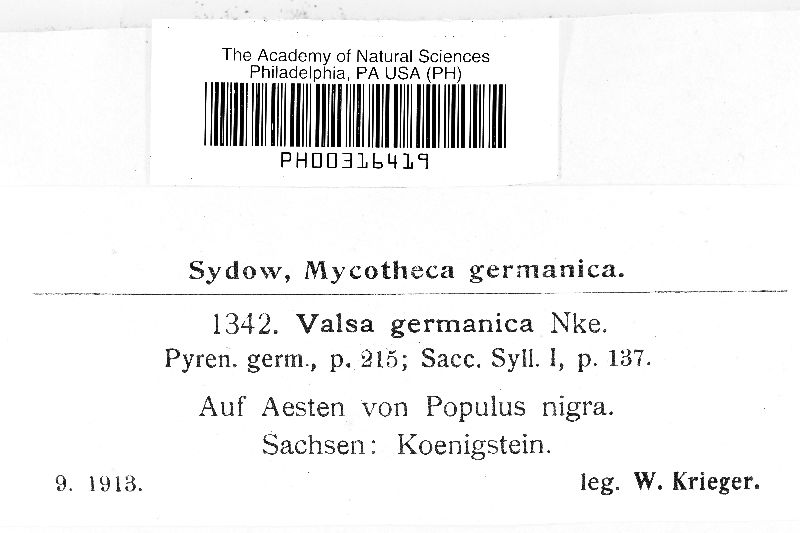 The Academy of Natural Sciences
Philadelphia, PA USA (PH)
PH00316419
Sydow, Mycotheca germanica.
1342. Valsa germanica Nke.
Pyren. germ., p. 215; Sacc. Syll. I, p. 137.
Auf Aesten von Populus nigra.
Sachsen: Koenigstein.
9. 1913. leg. W. Krieger.